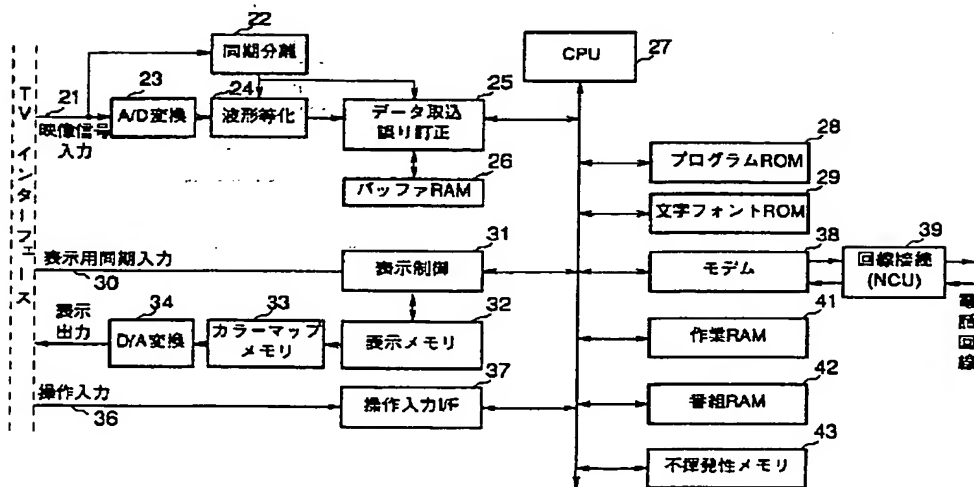 TV インターフェース
21
映像信号
入力
22
同期分離
23
A/D変換
24
波形等化
25
データ取込
誤り訂正
26
バッファRAM
CPU
27
28
プログラムROM
29
文字フォントROM
38
モデム
39
回線接続
(NCU)
電話回線
41
作業RAM
42
番組RAM
43
不揮発性メモリ
表示用同期入力
30
31
表示制御
32
表示メモリ
33
カラーマップ
メモリ
34
D/A変換
表示
出力
操作入力
36
37
操作入力I/F